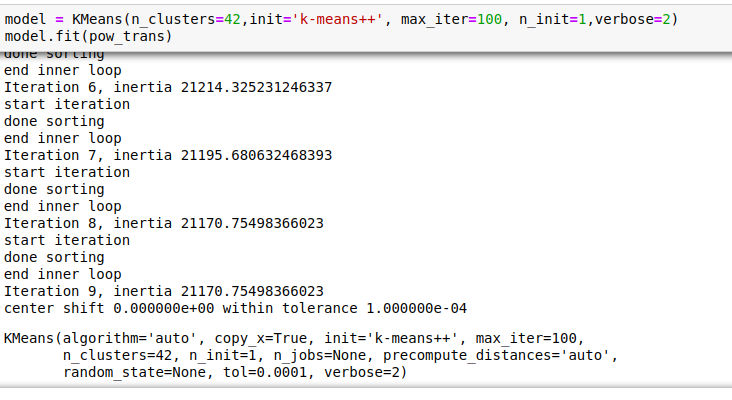 model = KMeans(n_clusters=42,init='k-means++', max_iter=100, n_init=1,verbose=2)
model.fit(pow_trans)
done sorting
end inner loop
Iteration 6, inertia 21214.325231246337
start iteration
done sorting
end inner loop
Iteration 7, inertia 21195.680632468393
start iteration
done sorting
end inner loop
Iteration 8, inertia 21170.75498366023
start iteration
done sorting
end inner loop
Iteration 9, inertia 21170.75498366023
center shift 0.000000e+00 within tolerance 1.000000e-04
KMeans(algorithm='auto', copy_x=True, init='k-means++', max_iter=100,
n_clusters=42, n_init=1, n_jobs=None, precompute_distances='auto',
random_state=None, tol=0.0001, verbose=2)